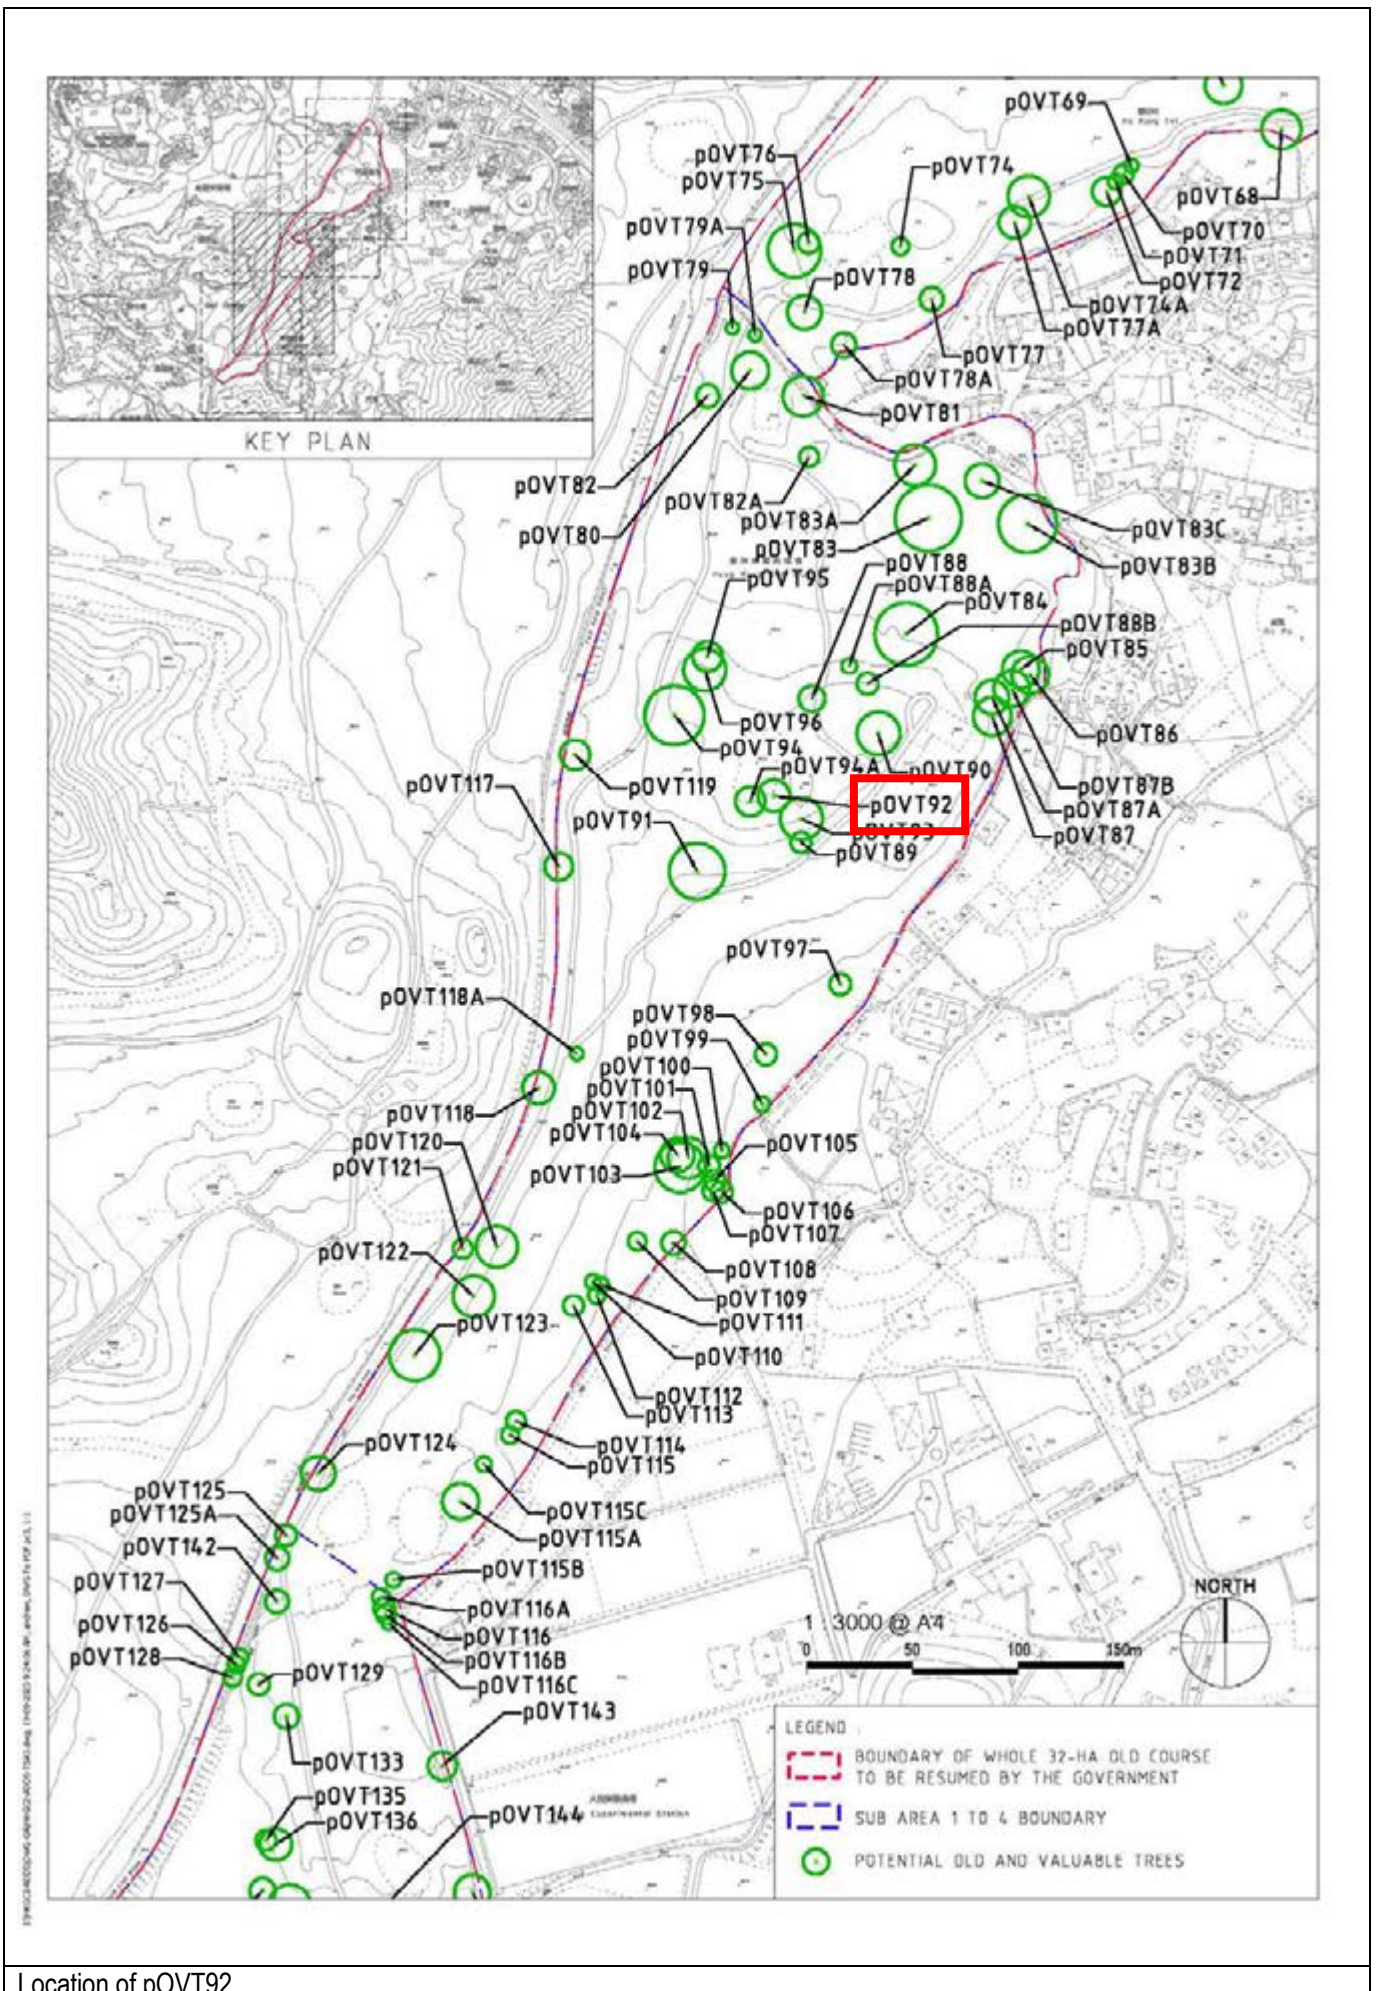 KEY PLAN
pOVT69
pOVT76
pOVT75
pOVT74
pOVT68
pOVT79A
pOVT70
pOVT79
pOVT71
pOVT78
pOVT72
pOVT74A
pOVT77A
pOVT77
pOVT78A
pOVT81
pOVT82
pOVT82A
pOVT83A
pOVT80
pOVT83C
pOVT83
pOVT83B
pOVT88
pOVT95
pOVT88A
pOVT84
pOVT88B
pOVT85
pOVT96
pOVT86
pOVT94
pOVT94A
pOVT90
pOVT117
pOVT119
pOVT87B
pOVT92
pOVT87A
pOVT91
pOVT93
pOVT87
pOVT89
pOVT97
pOVT118A
pOVT98
pOVT99
pOVT100
pOVT101
pOVT102
pOVT118
pOVT104
pOVT120
pOVT105
pOVT121
pOVT103
pOVT106
pOVT107
pOVT122
pOVT108
pOVT109
pOVT123
pOVT111
pOVT110
pOVT112
pOVT113
pOVT124
pOVT114
pOVT115
pOVT125
pOVT125A
pOVT115C
pOVT142
pOVT115A
pOVT115B
pOVT127
pOVT116A
pOVT126
pOVT116
pOVT128
pOVT116B
pOVT129
pOVT116C
pOVT143
pOVT133
pOVT135
pOVT136
pOVT144
Experimental Station
NORTH
1 : 3000 @ A4
0 50 100 150m
LEGEND :
BOUNDARY OF WHOLE 32-HA OLD COURSE
TO BE RESUMED BY THE GOVERNMENT
SUB AREA 1 TO 4 BOUNDARY
POTENTIAL OLD AND VALUABLE TREES
Location of pOVT92